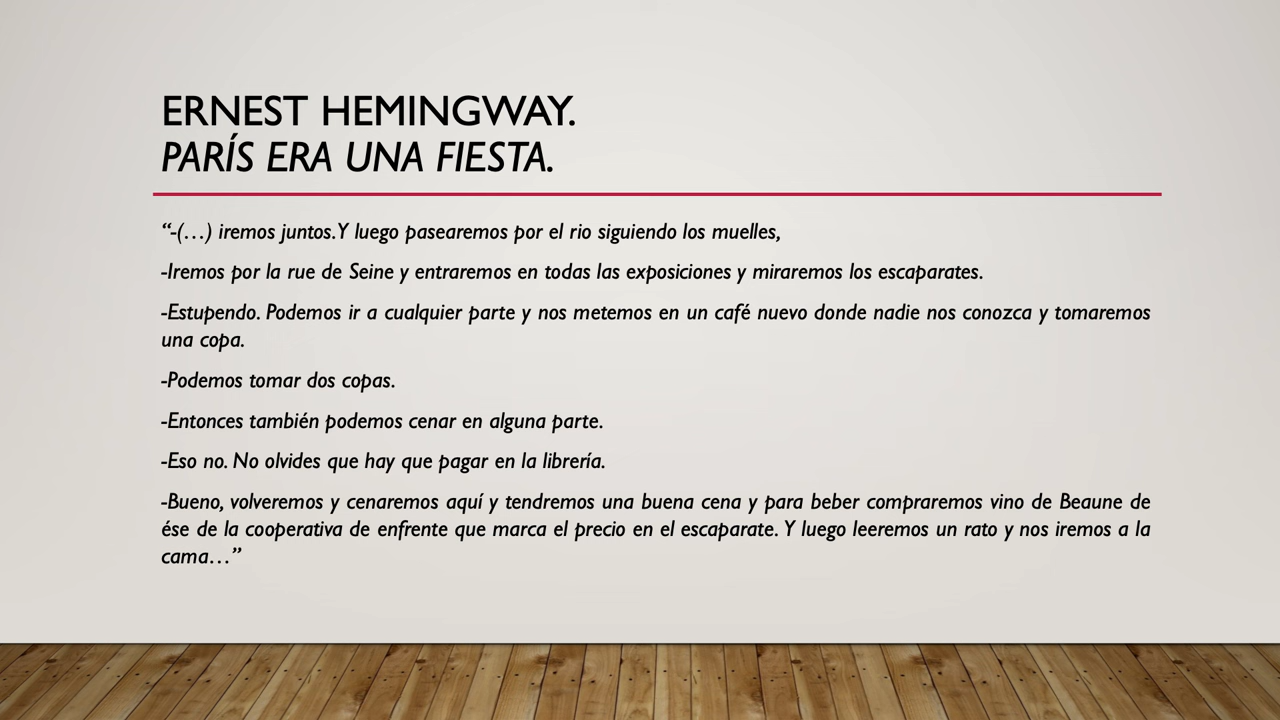 ERNEST HEMINGWAY.
PARÍS ERA UNA FIESTA.
“-(…) iremos juntos. Y luego pasearemos por el rio siguiendo los muelles,
-Iremos por la rue de Seine y entraremos en todas las exposiciones y miraremos los escaparates.
-Estupendo. Podemos ir a cualquier parte y nos metemos en un café nuevo donde nadie nos conozca y tomaremos
una copa.
-Podemos tomar dos copas.
-Entonces también podemos cenar en alguna parte.
-Eso no. No olvides que hay que pagar en la librería.
-Bueno, volveremos y cenaremos aquí y tendremos una buena cena y para beber compraremos vino de Beaune de
ése de la cooperativa de enfrente que marca el precio en el escaparate. Y luego leeremos un rato y nos iremos a la
cama…”